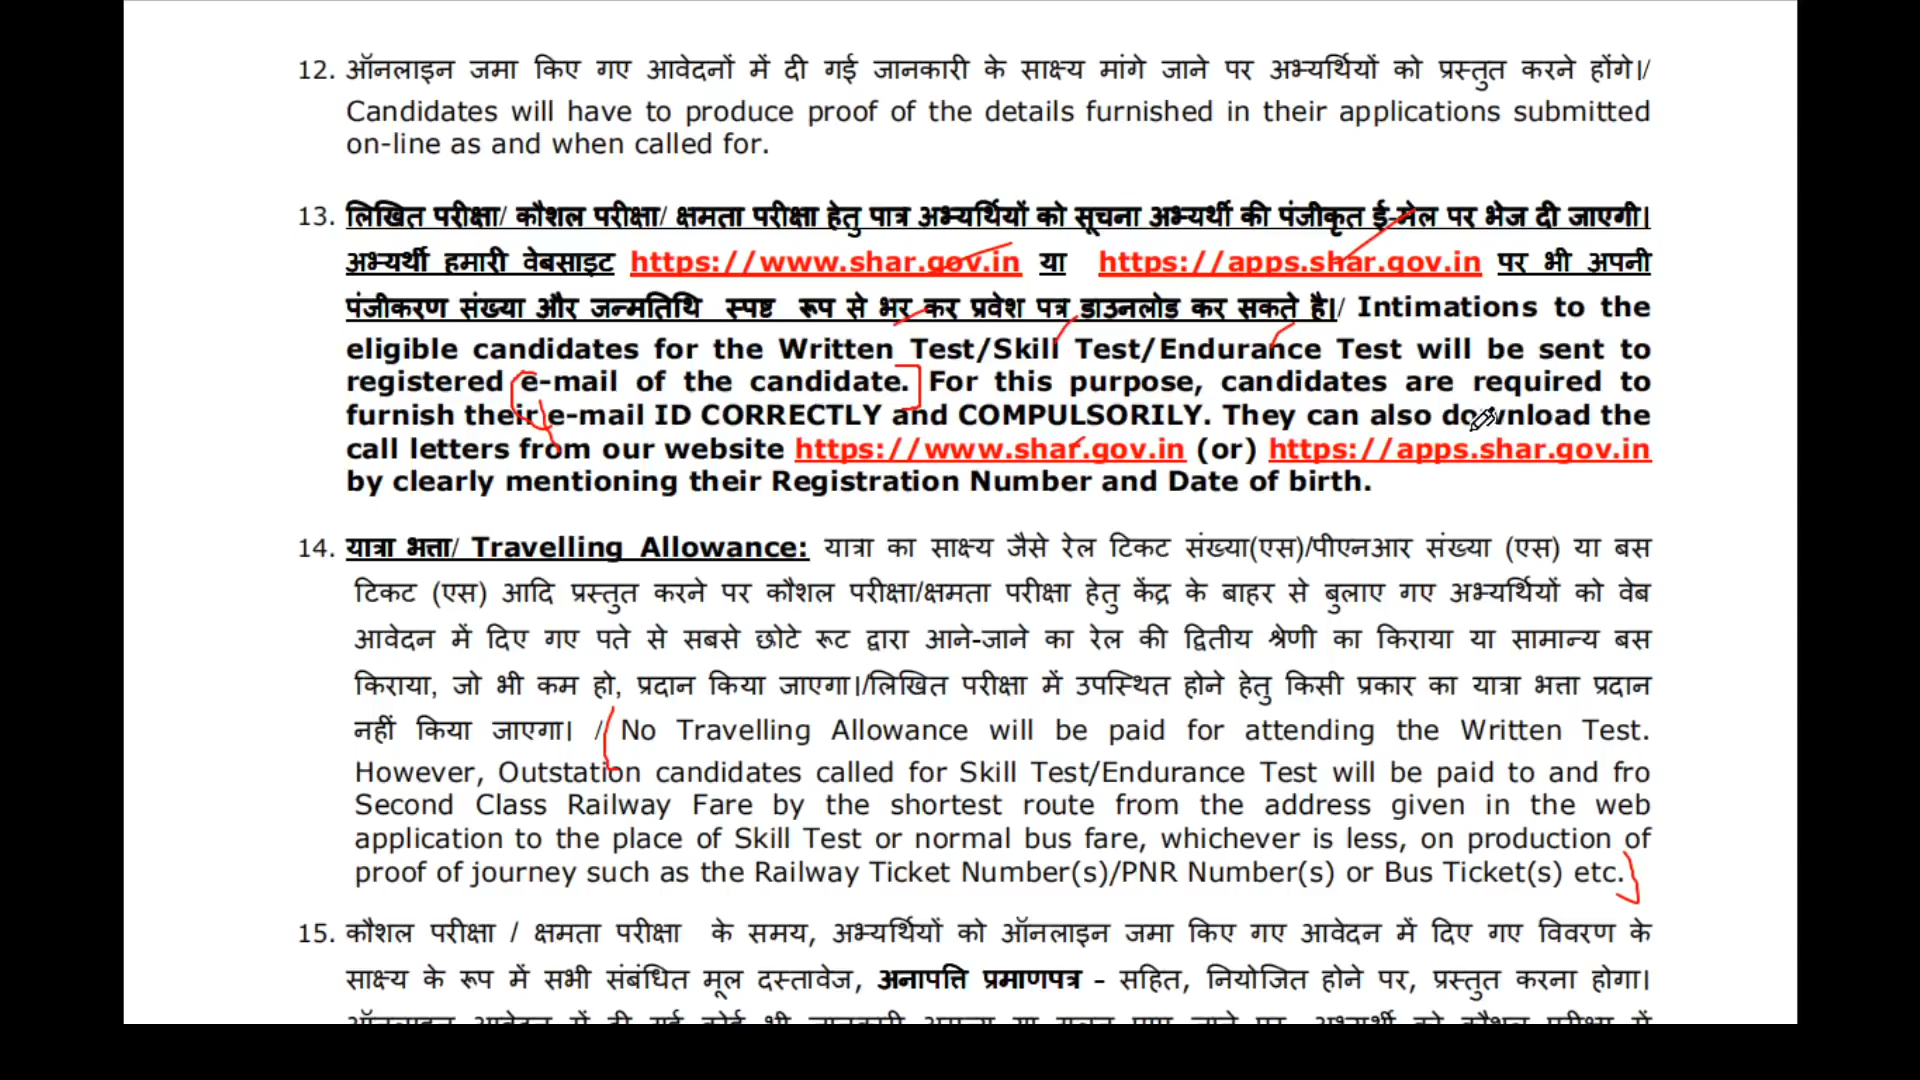 12. ऑनलाइन जमा किए गए आवेदनों में दी गई जानकारी के साक्ष्य मांगे जाने पर अभ्यर्थियों को प्रस्तुत करने होंगे।/
Candidates will have to produce proof of the details furnished in their applications submitted
on-line as and when called for.
13. लिखित परीक्षा/ कौशल परीक्षा/ क्षमता परीक्षा हेतु पात्र अभ्यर्थियों को सूचना अभ्यर्थी की पंजीकृत ई-मेल पर भेज दी जाएगी।
अभ्यर्थी हमारी वेबसाइट https://www.shar.gov.in या https://apps.shar.gov.in पर भी अपनी
पंजीकरण संख्या और जन्मतिथि स्पष्ट रूप से भर कर प्रवेश पत्र डाउनलोड कर सकते है।/ Intimations to the
eligible candidates for the Written Test/Skill Test/Endurance Test will be sent to
registered e-mail of the candidate. For this purpose, candidates are required to
furnish their e-mail ID CORRECTLY and COMPULSORILY. They can also download the
call letters from our website https://www.shar.gov.in (or) https://apps.shar.gov.in
by clearly mentioning their Registration Number and Date of birth.
14. यात्रा भत्ता/ Travelling Allowance: यात्रा का साक्ष्य जैसे रेल टिकट संख्या(एस)/पीएनआर संख्या (एस) या बस
टिकट (एस) आदि प्रस्तुत करने पर कौशल परीक्षा/क्षमता परीक्षा हेतु केंद्र के बाहर से बुलाए गए अभ्यर्थियों को वेब
आवेदन में दिए गए पते से सबसे छोटे रूट द्वारा आने-जाने का रेल की द्वितीय श्रेणी का किराया या सामान्य बस
किराया, जो भी कम हो, प्रदान किया जाएगा।/लिखित परीक्षा में उपस्थित होने हेतु किसी प्रकार का यात्रा भत्ता प्रदान
नहीं किया जाएगा। / No Travelling Allowance will be paid for attending the Written Test.
However, Outstation candidates called for Skill Test/Endurance Test will be paid to and fro
Second Class Railway Fare by the shortest route from the address given in the web
application to the place of Skill Test or normal bus fare, whichever is less, on production of
proof of journey such as the Railway Ticket Number(s)/PNR Number(s) or Bus Ticket(s) etc.
15. कौशल परीक्षा / क्षमता परीक्षा के समय, अभ्यर्थियों को ऑनलाइन जमा किए गए आवेदन में दिए गए विवरण के
साक्ष्य के रूप में सभी संबंधित मूल दस्तावेज, अनापत्ति प्रमाणपत्र - सहित, नियोजित होने पर, प्रस्तुत करना होगा।